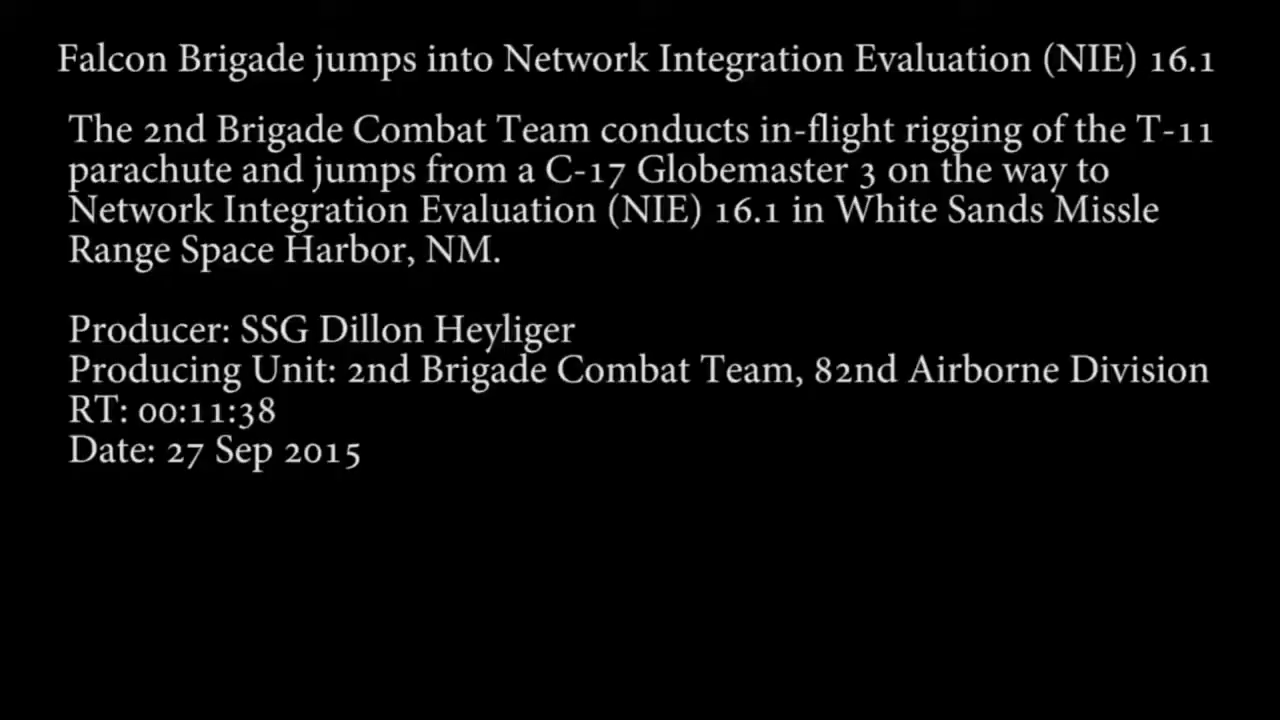 Falcon Brigade jumps into Network Integration Evaluation (NIE) 16.1
The 2nd Brigade Combat Team conducts in-flight rigging of the T-11
parachute and jumps from a C-17 Globemaster 3 on the way to
Network Integration Evaluation (NIE) 16.1 in White Sands Missle
Range Space Harbor, NM.
Producer: SSG Dillon Heyliger
Producing Unit: 2nd Brigade Combat Team, 82nd Airborne Division
RT: 00:11:38
Date: 27 Sep 2015